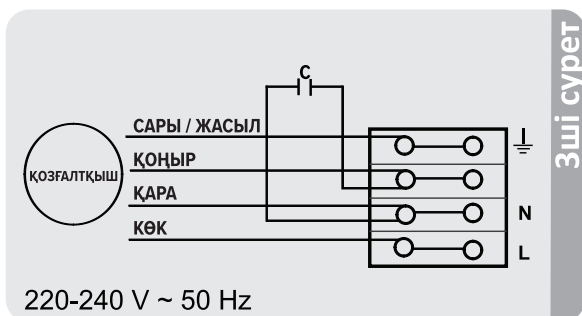 C
САРЫ / ЖАСЫЛ
ҚОҢЫР
ҚОЗҒАЛТҚЫШ
ҚАРА
N
КӨК
L
220-240 V ~ 50 Hz
3ші сурет